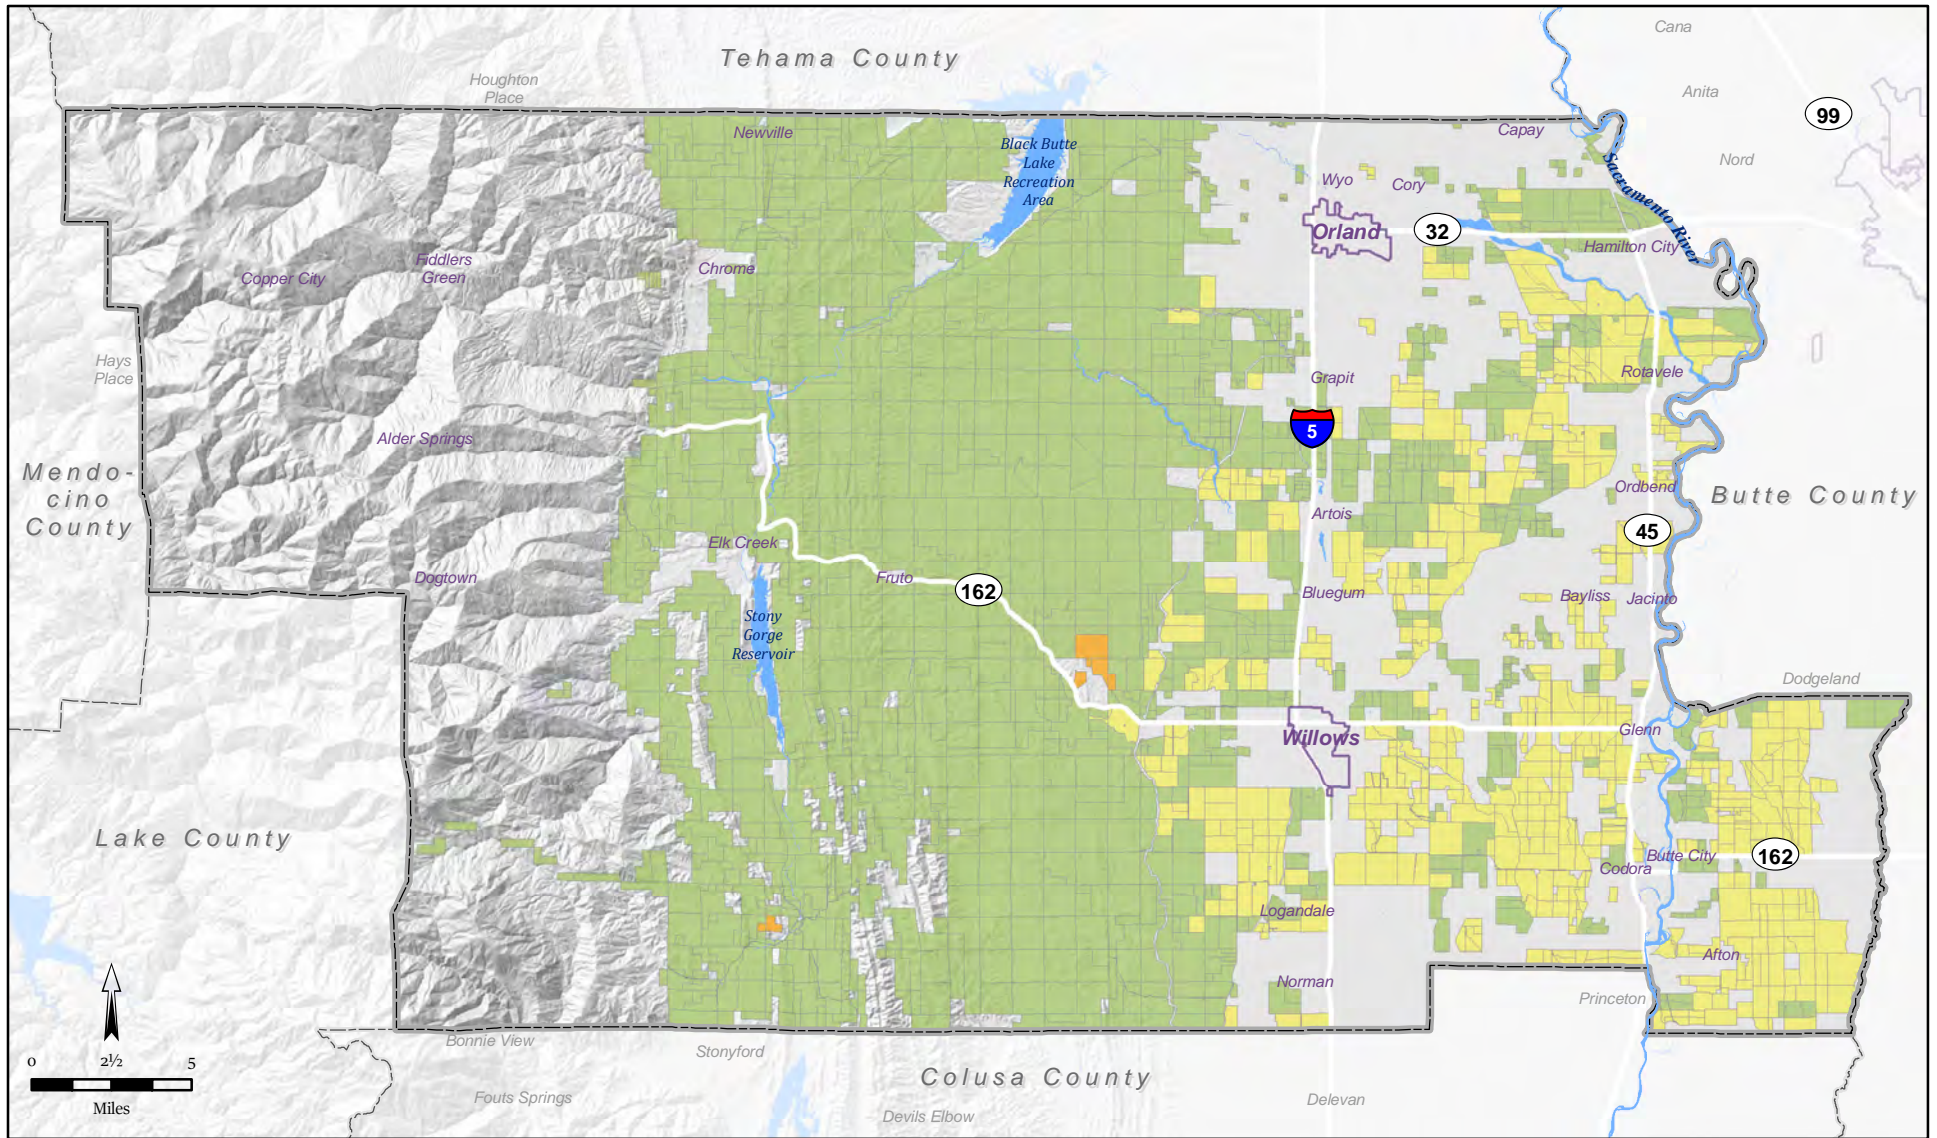 Cana
Tehama County
Houghton
Place
Anita
99
Newville
Capay
Black Butte
Lake
Recreation
Area
Nord
Sacramento River
Wyo
Cory
Orland
32
Hamilton City
Fiddlers
Green
Copper City
Chrome
Hays
Place
Grapit
Rotavele
5
Alder Springs
Mendo-
cino
County
Ordbend
Butte County
Artois
45
Elk Creek
Dogtown
Fruto
162
Bluegum
Bayliss
Jacinto
Stony
Gorge
Reservoir
Dodgeland
Glenn
Willows
Lake County
Butte City
162
Codora
Logandale
Afton
Norman
Princeton
Bonnie View
Stonyford
0 2½ 5
Miles
Colusa County
Fouts Springs
Delevan
Devils Elbow